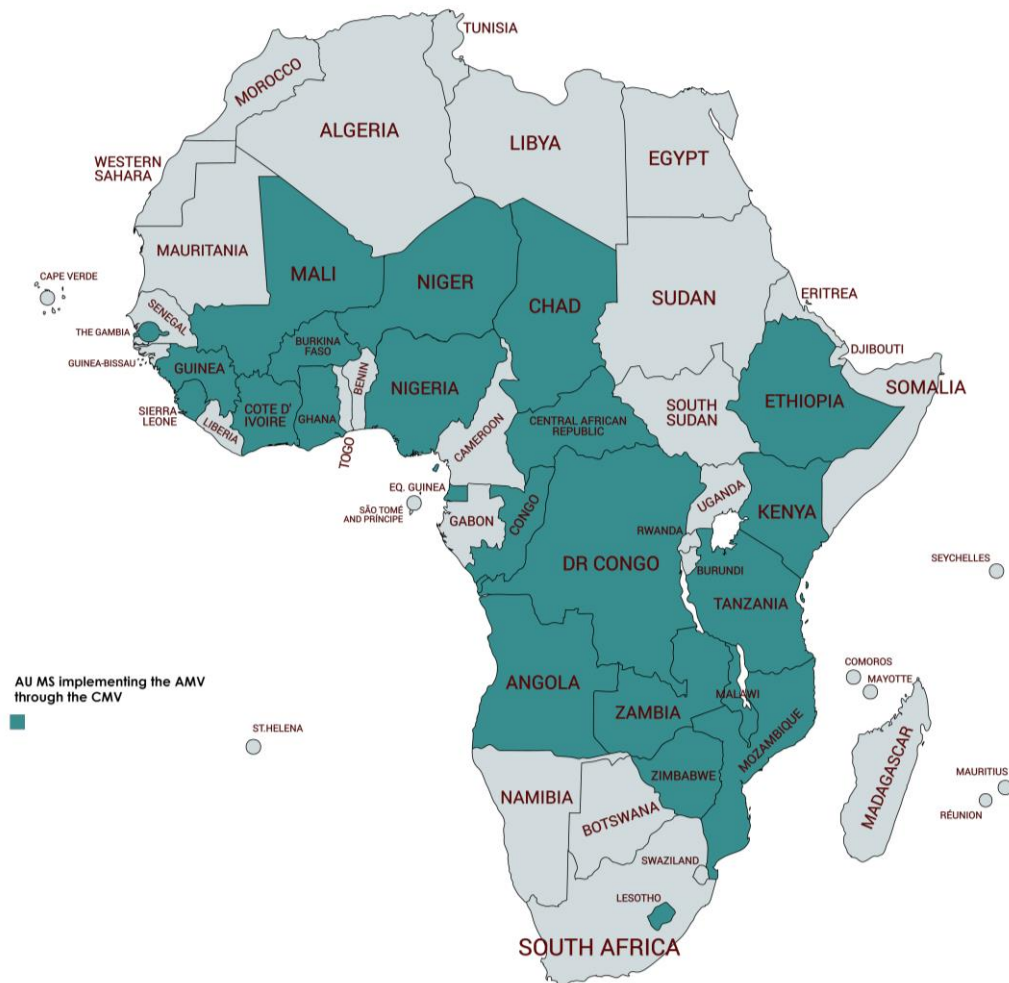 TUNISIA
MOROCCO
ALGERIA
LIBYA
EGYPT
WESTERN
SAHARA
MAURITANIA
MALI
NIGER
CHAD
SUDAN
ERITREA
CAPE VERDE
SENEGAL
THE GAMBIA
GUINEA-BISSAU
GUINEA
BURKINA
FASO
BENIN
NIGERIA
DJIBOUTI
SOMALIA
ETHIOPIA
SOUTH
SUDAN
SIERRA
LEONE
LIBERIA
COTE D'
IVOIRE
GHANA
TOGO
CAMEROON
CENTRAL AFRICAN
REPUBLIC
EQ. GUINEA
SÃO TOMÉ
AND PRÍNCIPE
GABON
CONGO
UGANDA
KENYA
RWANDA
DR CONGO
BURUNDI
TANZANIA
SEYCHELLES
AU MS implementing the AMV
through the CMV
ANGOLA
ZAMBIA
MALAWI
COMOROS
MAYOTTE
MOZAMBIQUE
ST.HELENA
ZIMBABWE
NAMIBIA
BOTSWANA
MADAGASCAR
MAURITIUS
RÉUNION
SWAZILAND
LESOTHO
SOUTH AFRICA